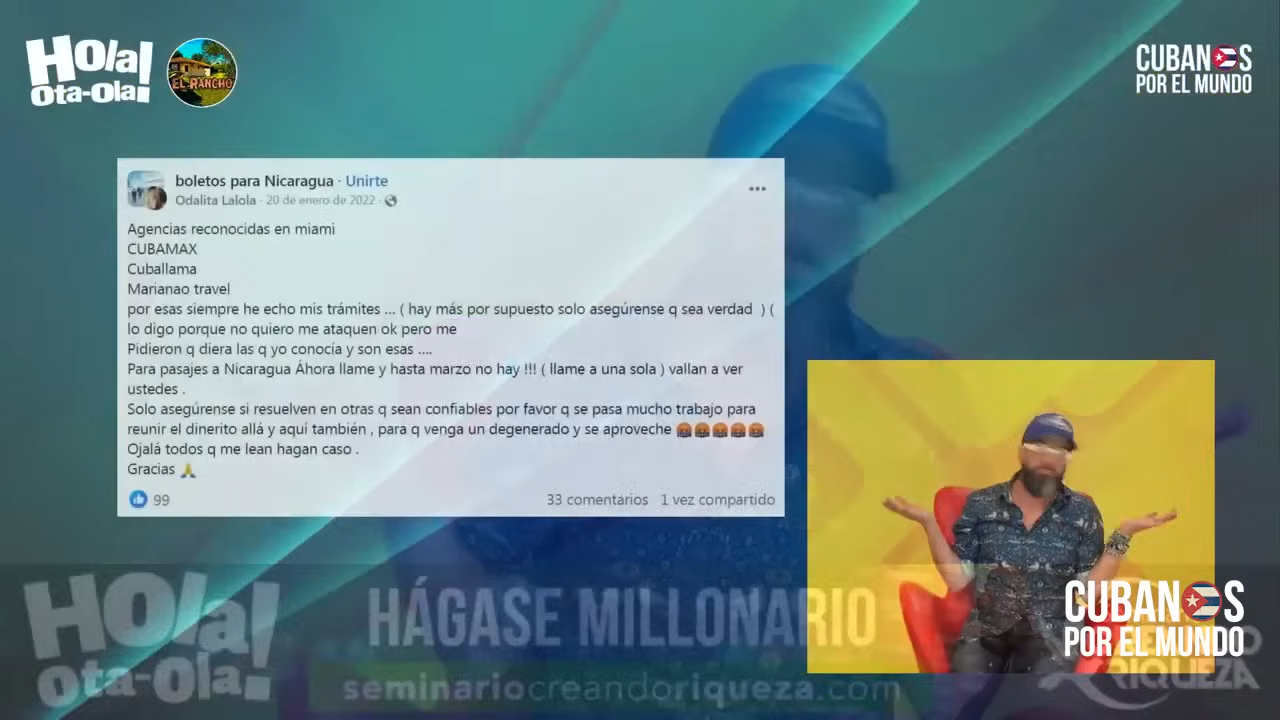 Hola!
Ota-Ola!
EL RANCHO
CUBANOS
POR EL MUNDO
boletos para Nicaragua · Unirte
Odalita Lalola · 20 de enero de 2022 ·
Agencias reconocidas en miami
CUBAMAX
Cuballama
Marianao travel
por esas siempre he echo mis trámites ... ( hay más por supuesto solo asegúrense q sea verdad ) (
lo digo porque no quiero me ataquen ok pero me
Pidieron q diera las q yo conocía y son esas ....
Para pasajes a Nicaragua Áhora llame y hasta marzo no hay !!! ( llame a una sola ) vallan a ver
ustedes .
Solo asegúrense si resuelven en otras q sean confiables por favor q se pasa mucho trabajo para
reunir el dinerito allá y aquí también , para q venga un degenerado y se aproveche 🤬🤬🤬🤬🤬
Ojalá todos q me lean hagan caso .
Gracias 🙏
99
33 comentarios 1 vez compartido
Hola!
Ota-Ola!
HÁGASE MILLONARIO
seminariocreandoriqueza.com
CUBANOS
POR EL MUNDO
RIQUEZA